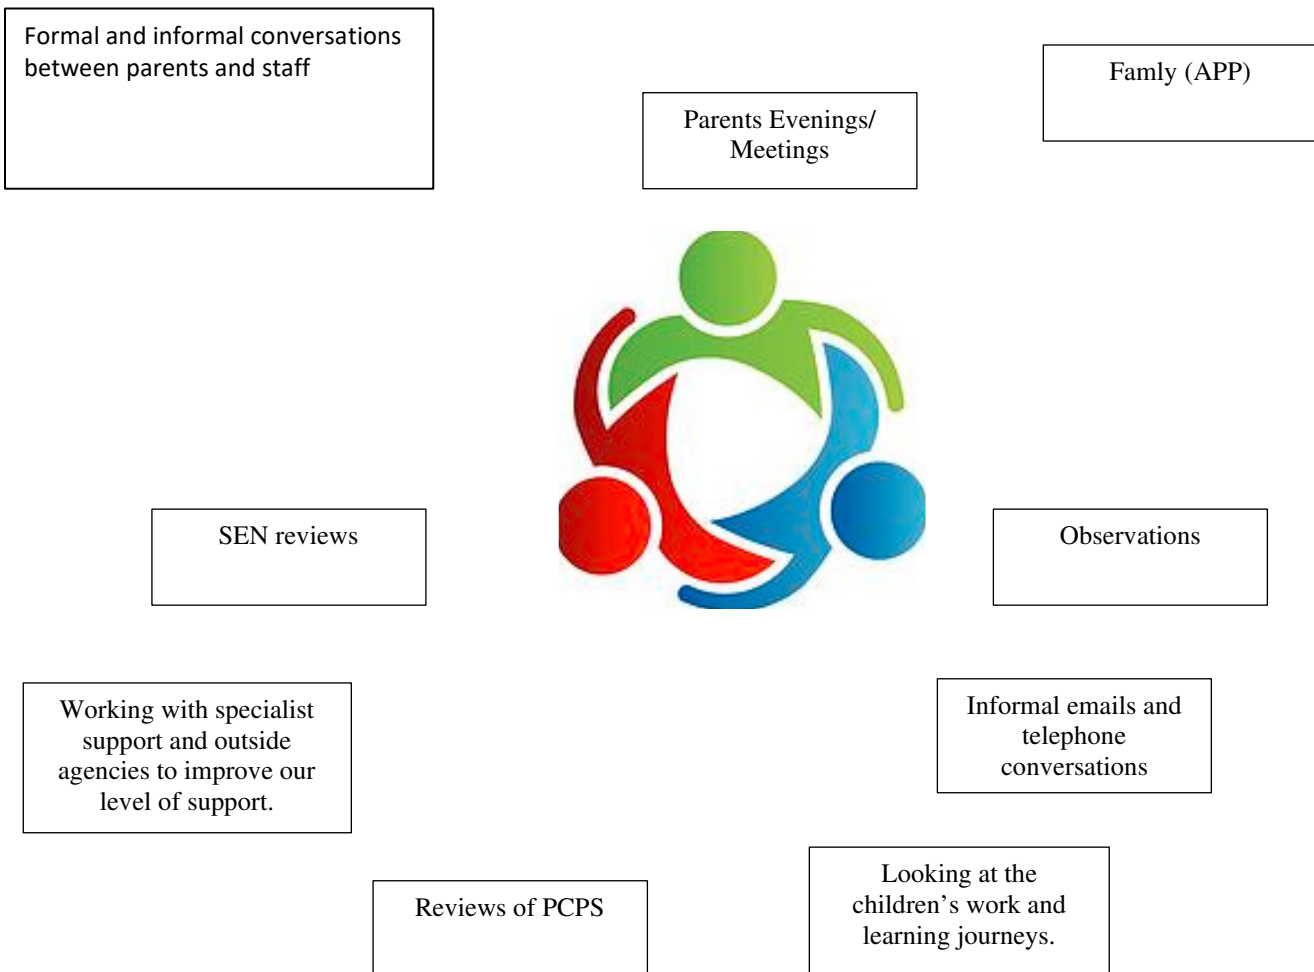 Formal and informal conversations
between parents and staff
Famly (APP)
Parents Evenings/
Meetings
SEN reviews
Observations
Working with specialist
support and outside
agencies to improve our
level of support.
Informal emails and
telephone
conversations
Reviews of PCPS
Looking at the
children’s work and
learning journeys.